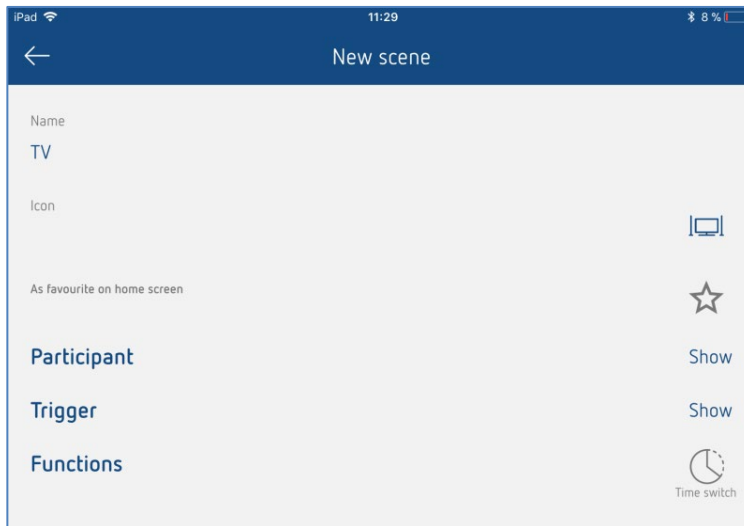 iPad 11:29 8 %
New scene
Name
TV
Icon
As favourite on home screen
Participant Show
Trigger Show
Functions
Time switch